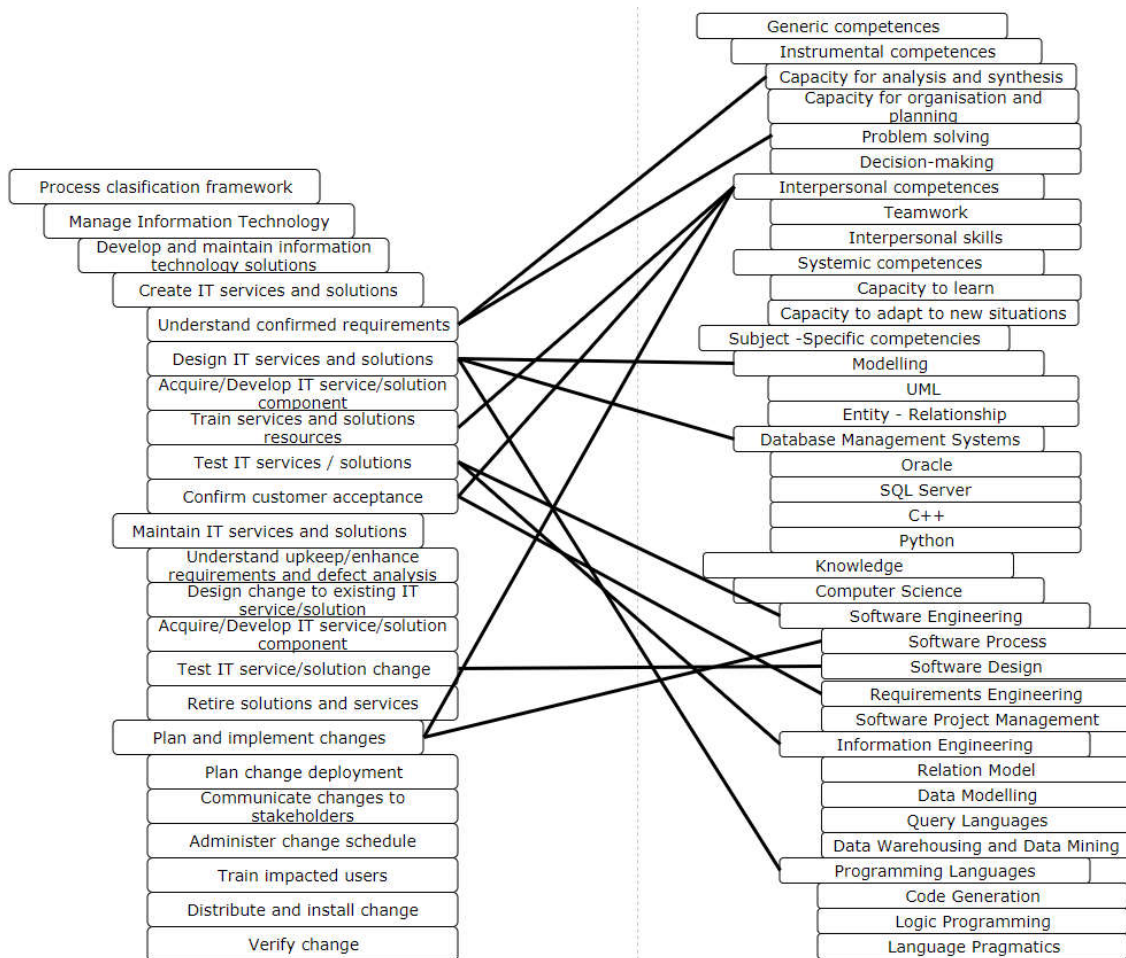 Process clasification framework
Manage Information Technology
Develop and maintain information
technology solutions
Create IT services and solutions
Understand confirmed requirements
Design IT services and solutions
Acquire/Develop IT service/solution
component
Train services and solutions
resources
Test IT services / solutions
Confirm customer acceptance
Maintain IT services and solutions
Understand upkeep/enhance
requirements and defect analysis
Design change to existing IT
service/solution
Acquire/Develop IT service/solution
component
Test IT service/solution change
Retire solutions and services
Plan and implement changes
Plan change deployment
Communicate changes to
stakeholders
Administer change schedule
Train impacted users
Distribute and install change
Verify change
Generic competences
Instrumental competences
Capacity for analysis and synthesis
Capacity for organisation and
planning
Problem solving
Decision-making
Interpersonal competences
Teamwork
Interpersonal skills
Systemic competences
Capacity to learn
Capacity to adapt to new situations
Subject -Specific competencies
Modelling
UML
Entity - Relationship
Database Management Systems
Oracle
SQL Server
C++
Python
Knowledge
Computer Science
Software Engineering
Software Process
Software Design
Requirements Engineering
Software Project Management
Information Engineering
Relation Model
Data Modelling
Query Languages
Data Warehousing and Data Mining
Programming Languages
Code Generation
Logic Programming
Language Pragmatics